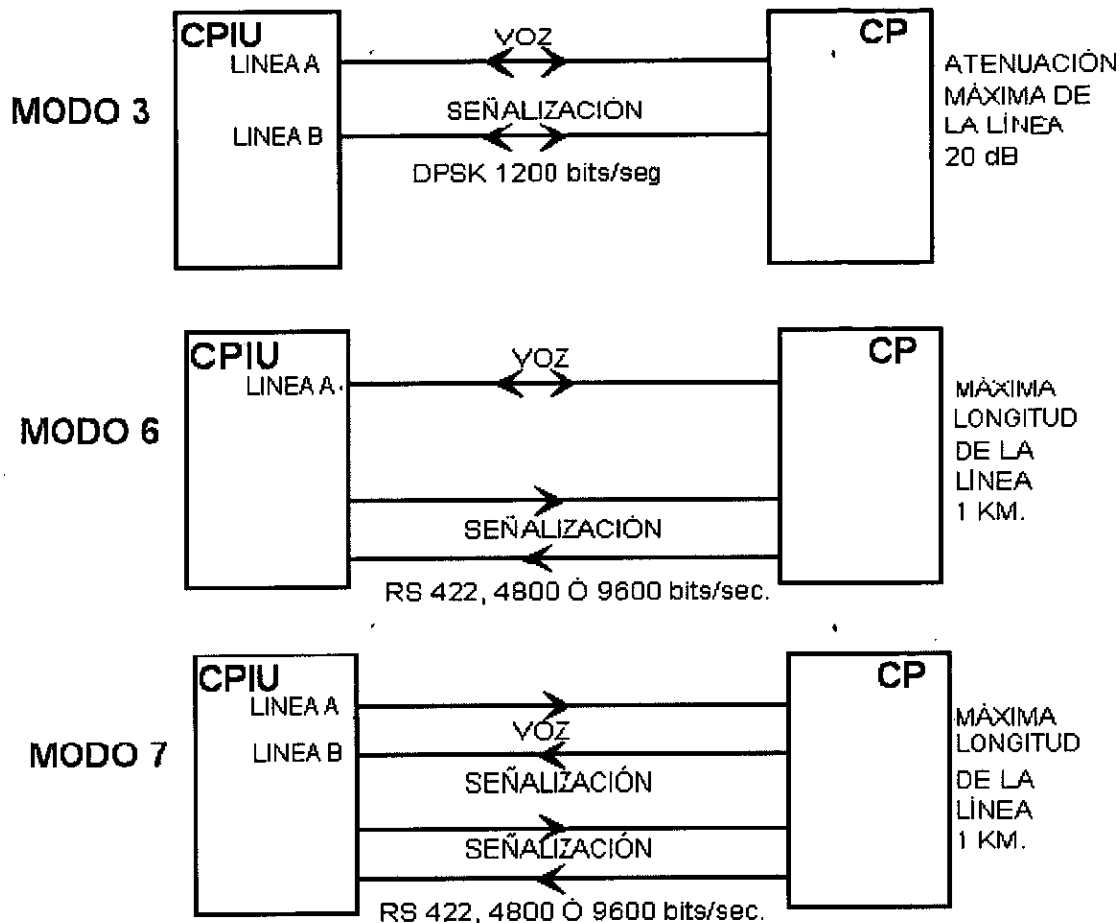 MODO 3
CPIU
LINEA A
LINEA B
VOZ
SEÑALIZACIÓN
DPSK 1200 bits/seg
CP
ATENUACIÓN
MÁXIMA DE
LA LÍNEA
20 dB
MODO 6
CPIU
LINEA A
VOZ
SEÑALIZACIÓN
RS 422, 4800 Ó 9600 bits/sec.
CP
MÁXIMA
LONGITUD
DE LA
LÍNEA
1 KM.
MODO 7
CPIU
LINEA A
LINEA B
VOZ
SEÑALIZACIÓN
SEÑALIZACIÓN
RS 422, 4800 Ó 9600 bits/sec.
CP
MÁXIMA
LONGITUD
DE LA
LÍNEA
1 KM.